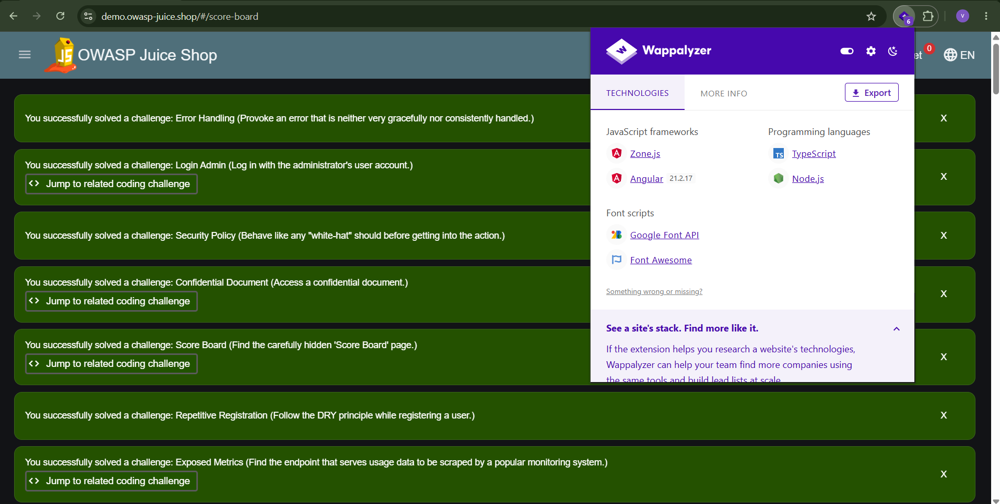 demo.owasp-juice.shop/#/score-board
6
V
JS
OWASP Juice Shop
et
0
EN
You successfully solved a challenge: Error Handling (Provoke an error that is neither very gracefully nor consistently handled.)
X
You successfully solved a challenge: Login Admin (Log in with the administrator's user account.)
<> Jump to related coding challenge
X
You successfully solved a challenge: Security Policy (Behave like any "white-hat" should before getting into the action.)
X
You successfully solved a challenge: Confidential Document (Access a confidential document.)
<> Jump to related coding challenge
X
You successfully solved a challenge: Score Board (Find the carefully hidden 'Score Board' page.)
<> Jump to related coding challenge
X
You successfully solved a challenge: Repetitive Registration (Follow the DRY principle while registering a user.)
X
You successfully solved a challenge: Exposed Metrics (Find the endpoint that serves usage data to be scraped by a popular monitoring system.)
<> Jump to related coding challenge
X
W
Wappalyzer
TECHNOLOGIES
MORE INFO
Export
JavaScript frameworks
Zone.js
Angular 21.2.17
Programming languages
TS TypeScript
Node.js
Font scripts
Google Font API
Font Awesome
Something wrong or missing?
See a site's stack. Find more like it.
If the extension helps you research a website's technologies,
Wappalyzer can help your team find more companies using
the same tools and build lead lists at scale